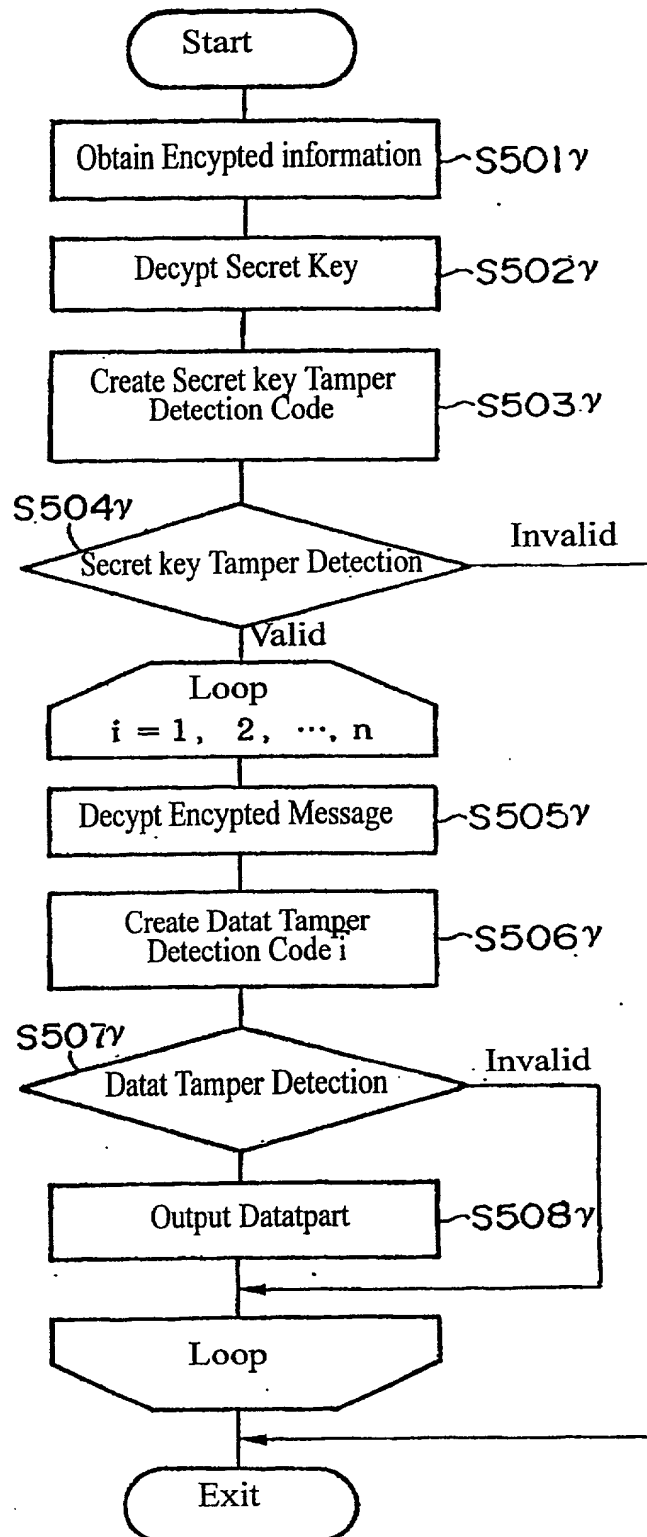 Start
Obtain Encypted information
S501γ
Decypt Secret Key
S502γ
Create Secret key Tamper
Detection Code
S503γ
S504γ
Secret key Tamper Detection
Invalid
Valid
Loop
i = 1, 2, ···, n
Decypt Encypted Message
S505γ
Create Datat Tamper
Detection Code i
S506γ
S507γ
Datat Tamper Detection
Invalid
Output Datatpart
S508γ
Loop
Exit